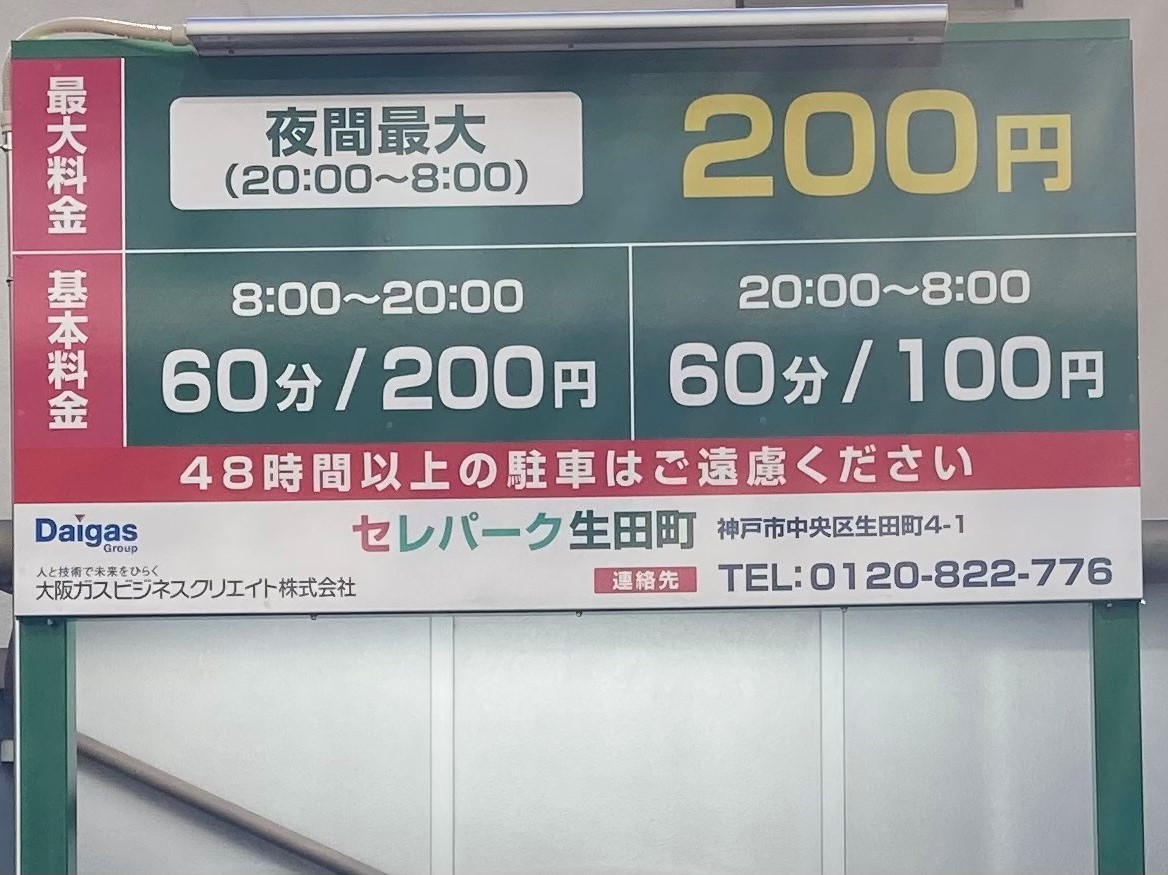 最大料金
夜間最大
(20:00～8:00)
200円
基本料金
8:00～20:00
60分/200円
20:00～8:00
60分/100円
48時間以上の駐車はご遠慮ください
Daigas
Group
人と技術で未来をひらく
大阪ガスビジネスクリエイト株式会社
セレパーク生田町 神戸市中央区生田町4-1
連絡先 TEL:0120-822-776